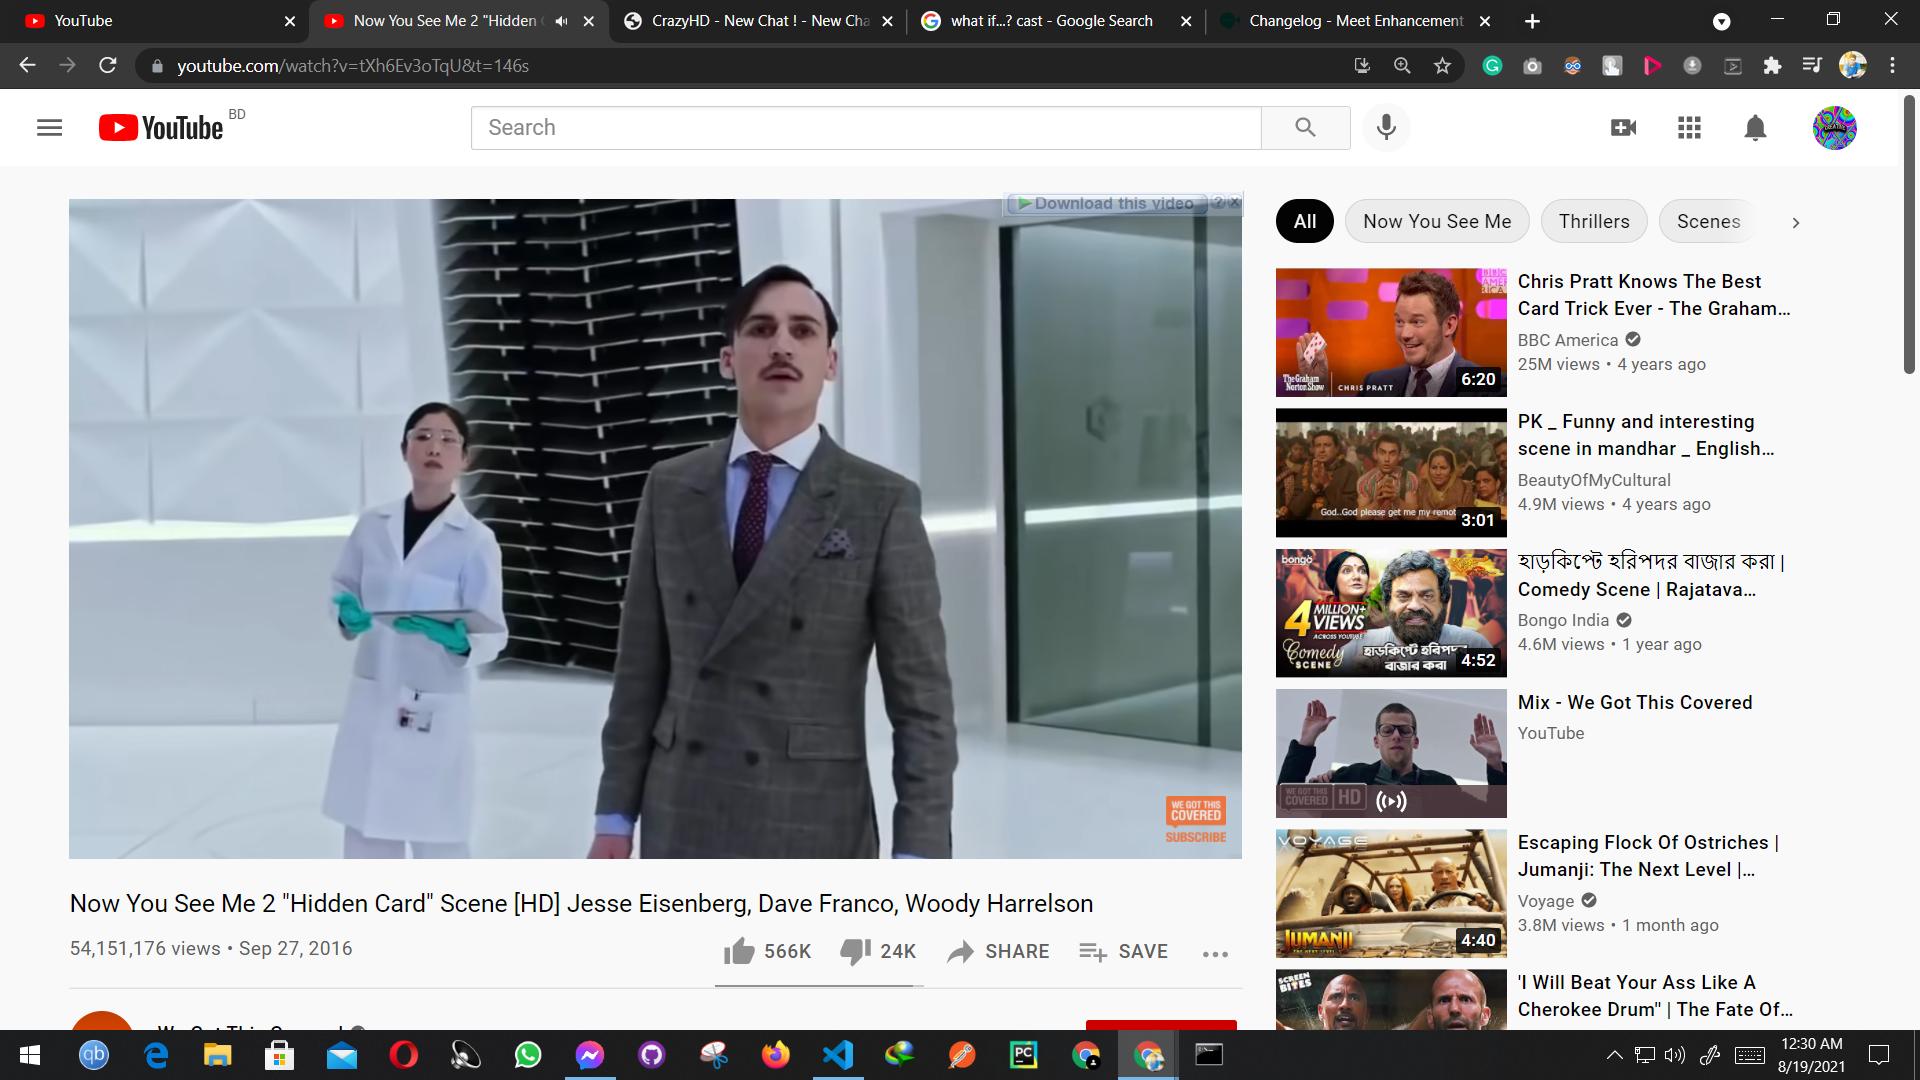 YouTube
Now You See Me 2 "Hidden
CrazyHD - New Chat ! - New Cha
what if...? cast - Google Search
Changelog - Meet Enhancement
youtube.com/watch?v=tXh6Ev3oTqU&t=146s
YouTube BD
Search
Download this video ? x
All
Now You See Me
Thrillers
Scenes
Chris Pratt Knows The Best
Card Trick Ever - The Graham...
BBC America
25M views • 4 years ago
The Graham
Norton Show
CHRIS PRATT
6:20
PK _ Funny and interesting
scene in mandhar _ English...
BeautyOfMyCultural
4.9M views • 4 years ago
God..God please get me my remot
3:01
হাড়কিপ্টে হরিপদর বাজার করা |
Comedy Scene | Rajatava...
Bongo India
4.6M views • 1 year ago
bongo
4 MILLION+
VIEWS
ACROSS YOUTUBE
Comedy
SCENE
হাড়কিপ্টে হরিপদর
বাজার করা
4:52
Mix - We Got This Covered
YouTube
WE GOT THIS
COVERED HD
Escaping Flock Of Ostriches |
Jumanji: The Next Level |...
Voyage
3.8M views • 1 month ago
VOYAGE
JUMANJI
4:40
'I Will Beat Your Ass Like A
Cherokee Drum" | The Fate Of...
SCREEN
BITES
WE GOT THIS
COVERED
SUBSCRIBE
Now You See Me 2 "Hidden Card" Scene [HD] Jesse Eisenberg, Dave Franco, Woody Harrelson
54,151,176 views • Sep 27, 2016
566K
24K
SHARE
SAVE
qb
PC
12:30 AM
8/19/2021